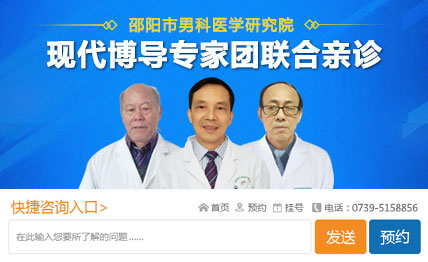 邵阳市男科医学研究院
现代博导专家团联合亲诊
快捷咨询入口>
首页 预约 挂号 电话：0739-5158856
在此输入您要所了解的问题......
发送
预约